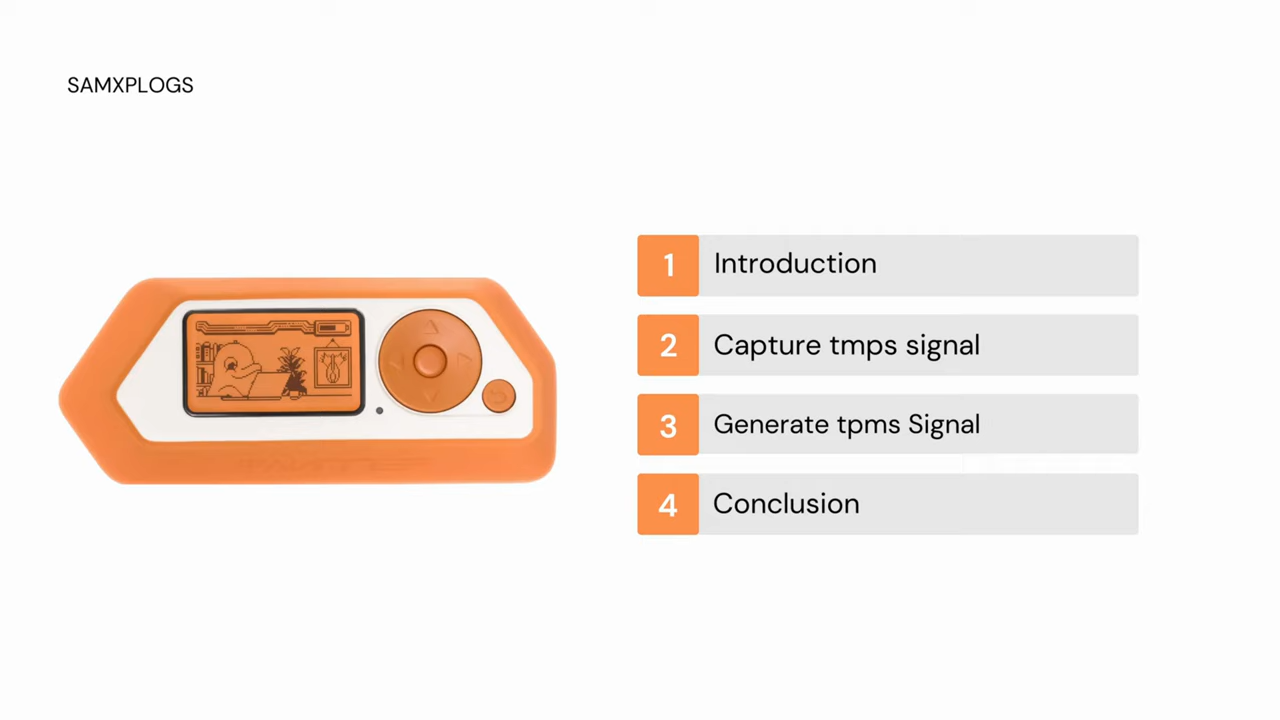 SAMXPLOGS
1 Introduction
2 Capture tmps signal
3 Generate tpms Signal
4 Conclusion